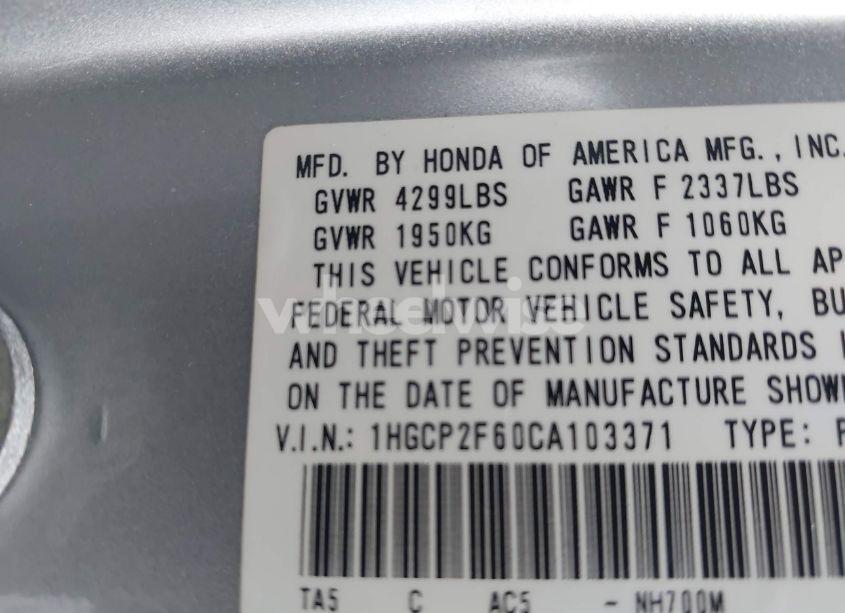 MFD. BY HONDA OF AMERICA MFG., INC.
GVWR 4299LBS GAWR F 2337LBS
GVWR 1950KG GAWR F 1060KG
THIS VEHICLE CONFORMS TO ALL AP
FEDERAL MOTOR VEHICLE SAFETY, BU
wheelwise
AND THEFT PREVENTION STANDARDS
ON THE DATE OF MANUFACTURE SHOWN
V.I.N.: 1HGCP2F60CA103371 TYPE: P
TA5 C AC5 - NH700M